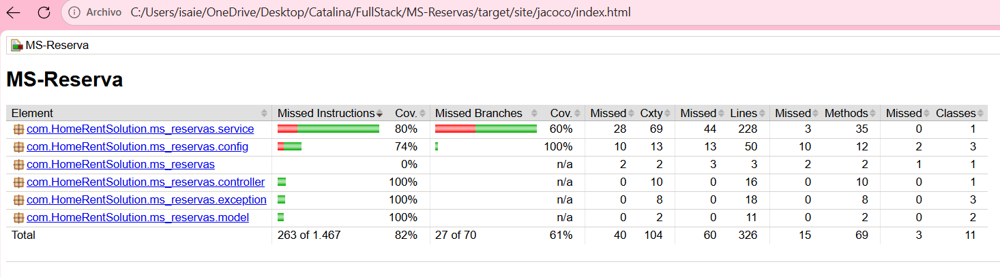 Archivo C:/Users/isaie/OneDrive/Desktop/Catalina/FullStack/MS-Reservas/target/site/jacoco/index.html
MS-Reserva
MS-Reserva
Element Missed Instructions Cov. Missed Branches Cov. Missed Cxty Missed Lines Missed Methods Missed Classes
com.HomeRentSolution.ms_reservas.service 80% 60% 28 69 44 228 3 35 0 1
com.HomeRentSolution.ms_reservas.config 74% 100% 10 13 13 50 10 12 2 3
com.HomeRentSolution.ms_reservas 0% n/a 2 2 3 3 2 2 1 1
com.HomeRentSolution.ms_reservas.controller 100% n/a 0 10 0 16 0 10 0 1
com.HomeRentSolution.ms_reservas.exception 100% n/a 0 8 0 18 0 8 0 3
com.HomeRentSolution.ms_reservas.model 100% n/a 0 2 0 11 0 2 0 2
Total 263 of 1.467 82% 27 of 70 61% 40 104 60 326 15 69 3 11